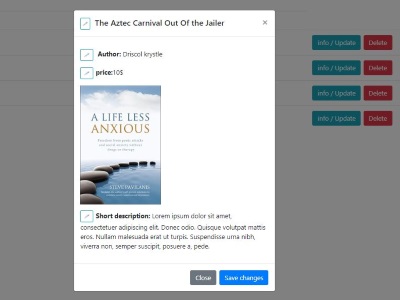 The Aztec Carnival Out Of the Jailer ×
Author: Driscol krystle
price:10$
A LIFE LESS
ANXIOUS
STEVE PAVILANIS
Short description: Lorem ipsum dolor sit amet,
consectetuer adipiscing elit. Donec odio. Quisque volutpat mattis
eros. Nullam malesuada erat ut turpis. Suspendisse urna nibh,
viverra non, semper suscipit, posuere a, pede.
Close Save changes
Info / Update Delete
Info / Update Delete
Info / Update Delete
Info / Update Delete